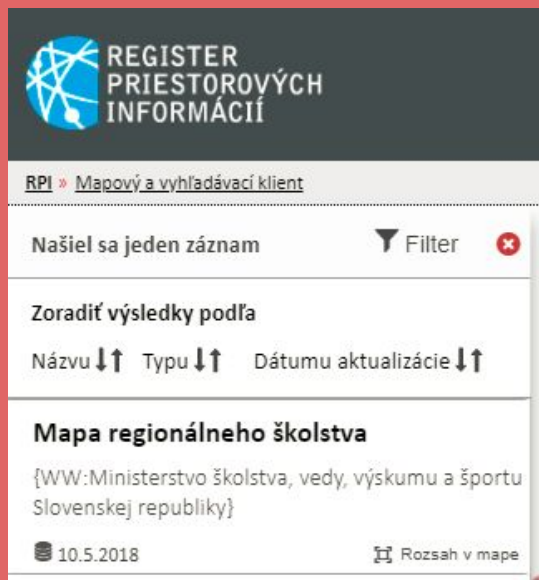 REGISTER
PRIESTOROVÝCH
INFORMÁCIÍ
RPI » Mapový a vyhľadávací klient
Našiel sa jeden záznam Filter
Zoradiť výsledky podľa
Názvu Typu Dátumu aktualizácie
Mapa regionálneho školstva
{WW:Ministerstvo školstva, vedy, výskumu a športu
Slovenskej republiky}
10.5.2018 Rozsah v mape